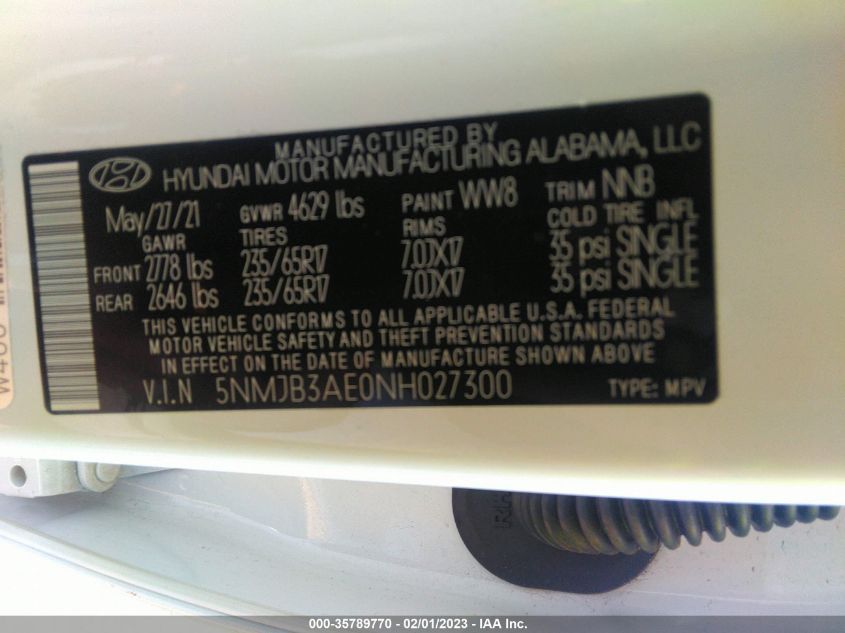 MANUFACTURED BY
HYUNDAI MOTOR MANUFACTURING ALABAMA, LLC
May/27/21 GVWR 4629 lbs PAINT WW8 TRIM NNB
GAWR TIRES RIMS COLD TIRE INFL
FRONT 2778 lbs 235/65R17 7.0JX17 35 psi SINGLE
REAR 2646 lbs 235/65R17 7.0JX17 35 psi SINGLE
THIS VEHICLE CONFORMS TO ALL APPLICABLE U.S.A. FEDERAL
MOTOR VEHICLE SAFETY AND THEFT PREVENTION STANDARDS
IN EFFECT ON THE DATE OF MANUFACTURE SHOWN ABOVE
V.I.N 5NMJB3AE0NH027300 TYPE: MPV
000-35789770 - 02/01/2023 - IAA Inc.